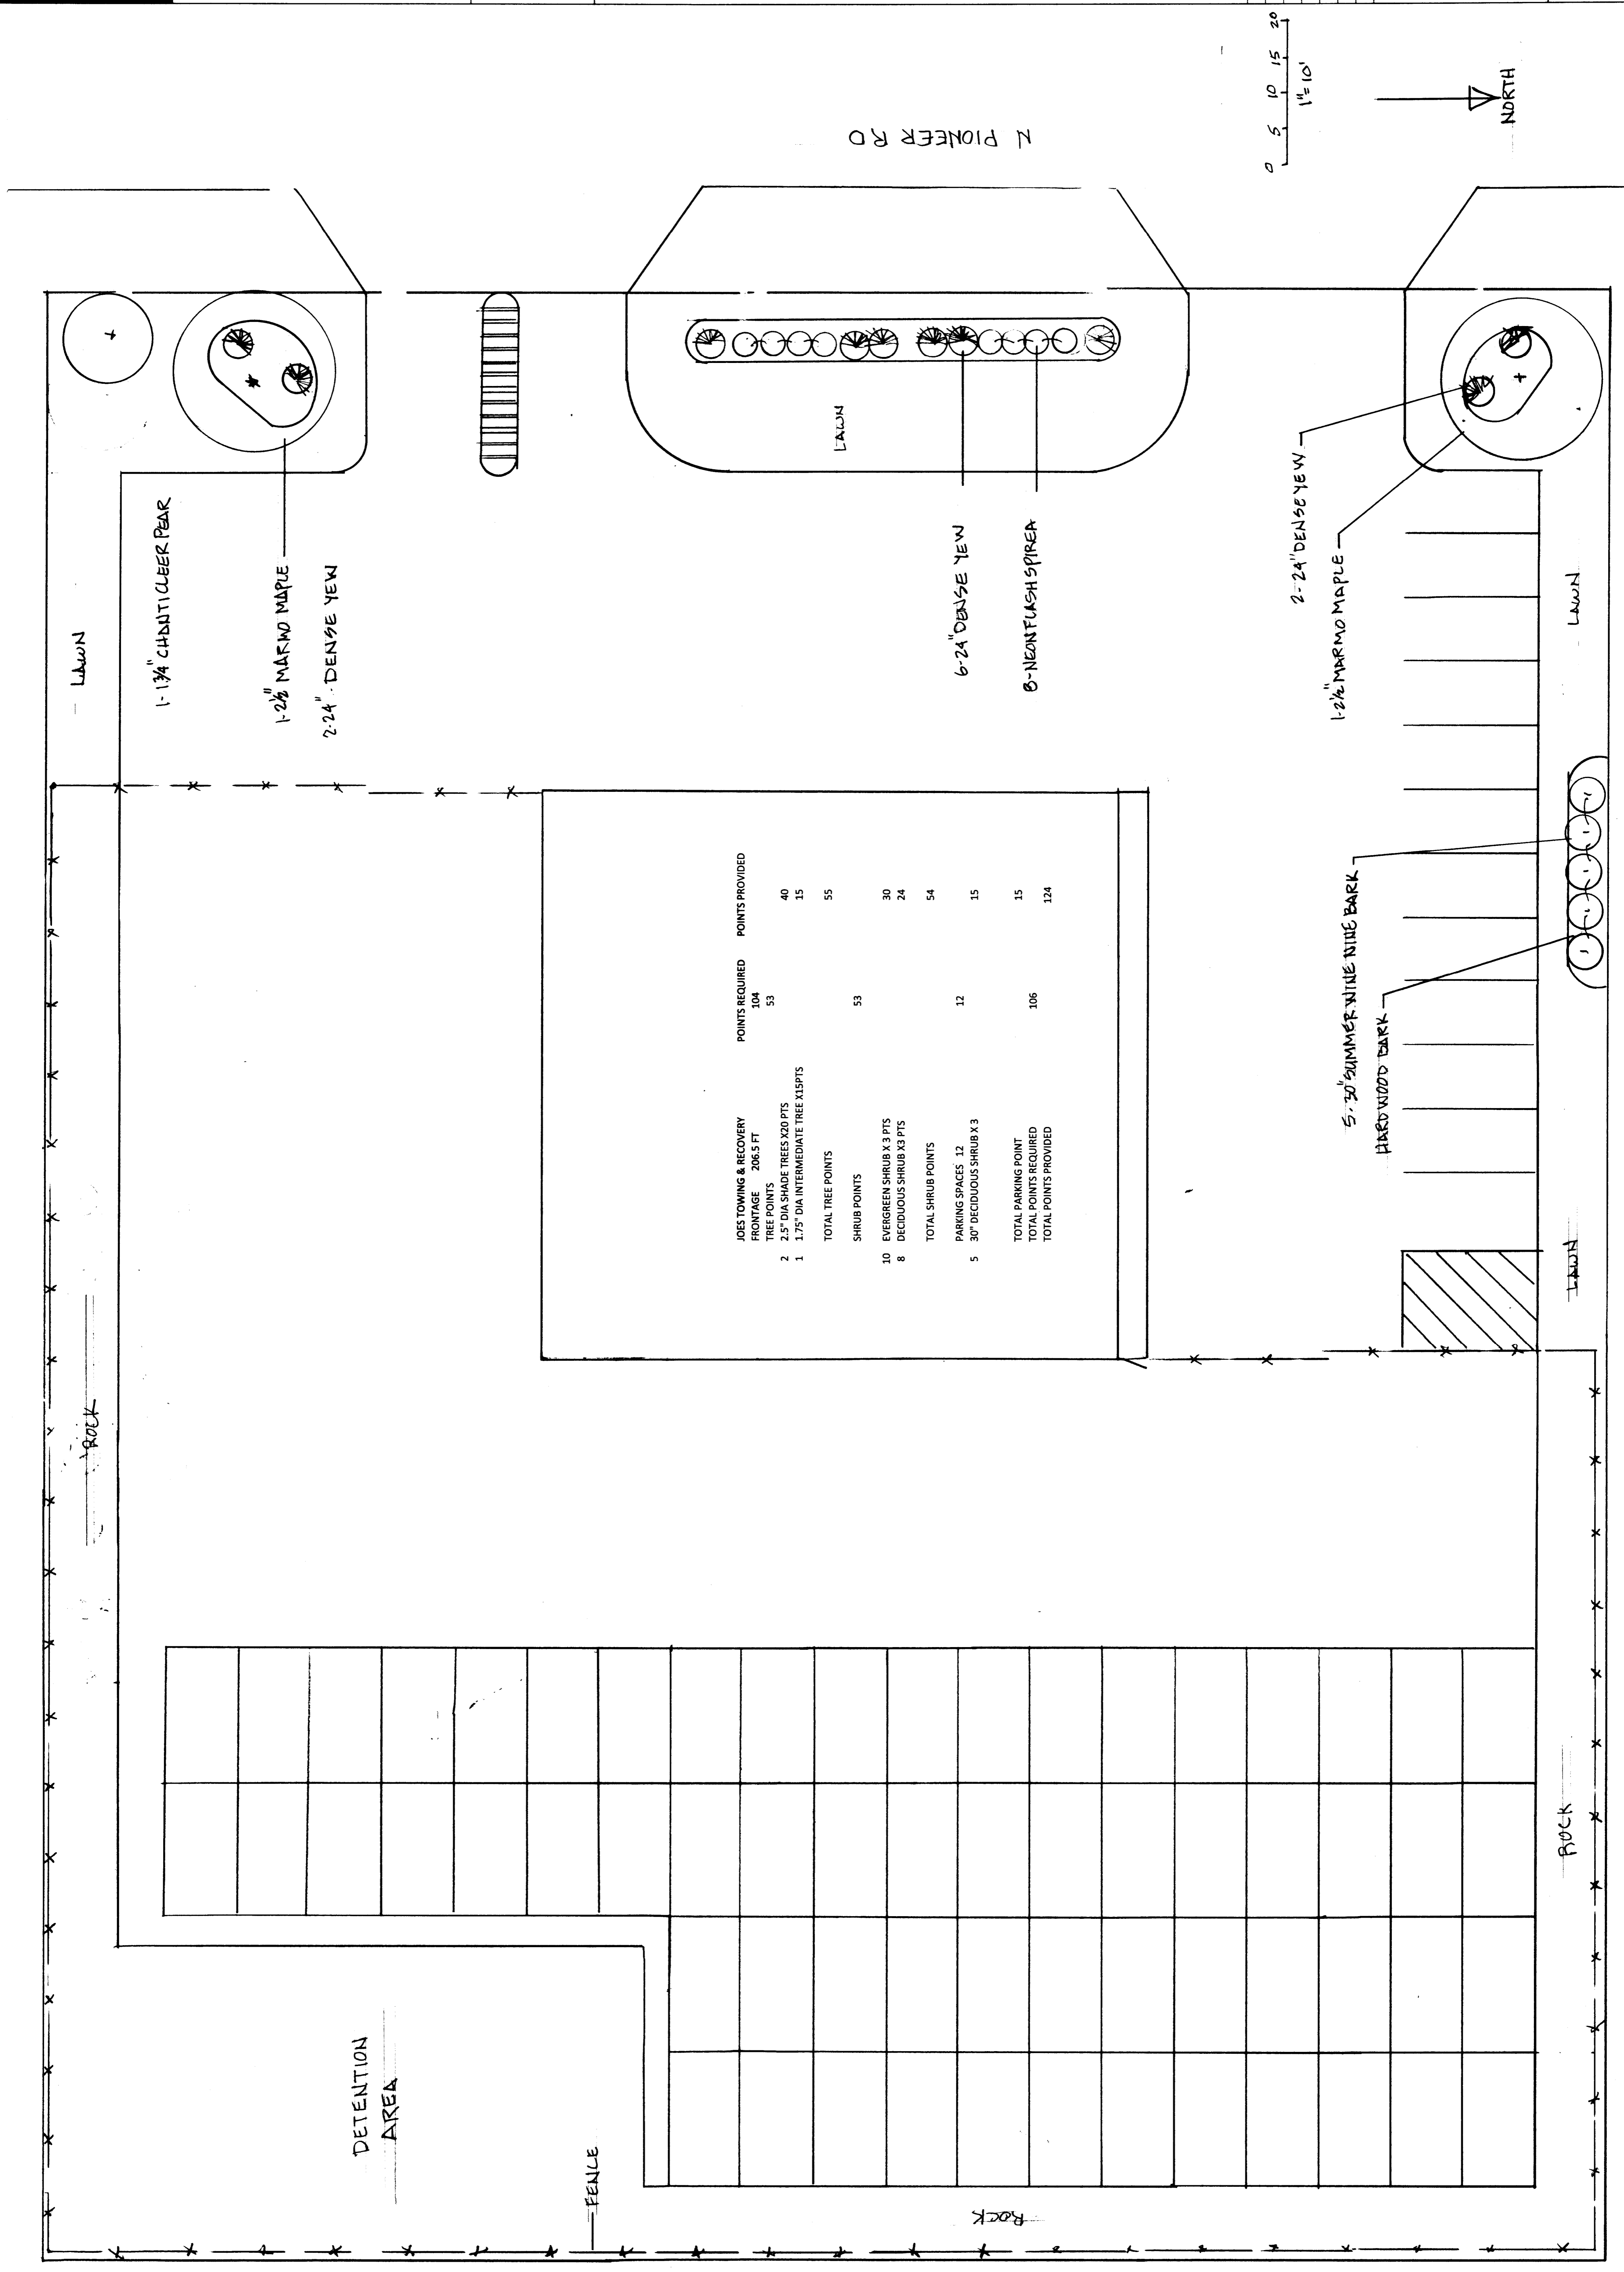 N PIONEER RD
0 5 10 15 20
1"=10'
NORTH
LAWN
1-1¾" CHANTICLEER PEAR
1-2½" MARMO MAPLE
2-24" DENSE YEW
LAWN
6-24" DENSE YEW
8-NEON FLASH SPIREA
2-24" DENSE YEW
1-2½" MARMO MAPLE
LAWN
5-30" SUMMER WINE NINE BARK
HARDWOOD BARK
LAWN
JOES TOWING & RECOVERY POINTS REQUIRED POINTS PROVIDED
FRONTAGE 206.5 FT 104
TREE POINTS 53
2 2.5" DIA SHADE TREES X20 PTS 40
1 1.75" DIA INTERMEDIATE TREE X15PTS 15
TOTAL TREE POINTS 55
SHRUB POINTS 53
10 EVERGREEN SHRUB X 3 PTS 30
8 DECIDUOUS SHRUB X3 PTS 24
TOTAL SHRUB POINTS 54
PARKING SPACES 12 12
5 30" DECIDUOUS SHRUB X 3 15
TOTAL PARKING POINT 15
TOTAL POINTS REQUIRED 106
TOTAL POINTS PROVIDED 124
ROCK
DETENTION
AREA
FENCE
ROCK
ROCK